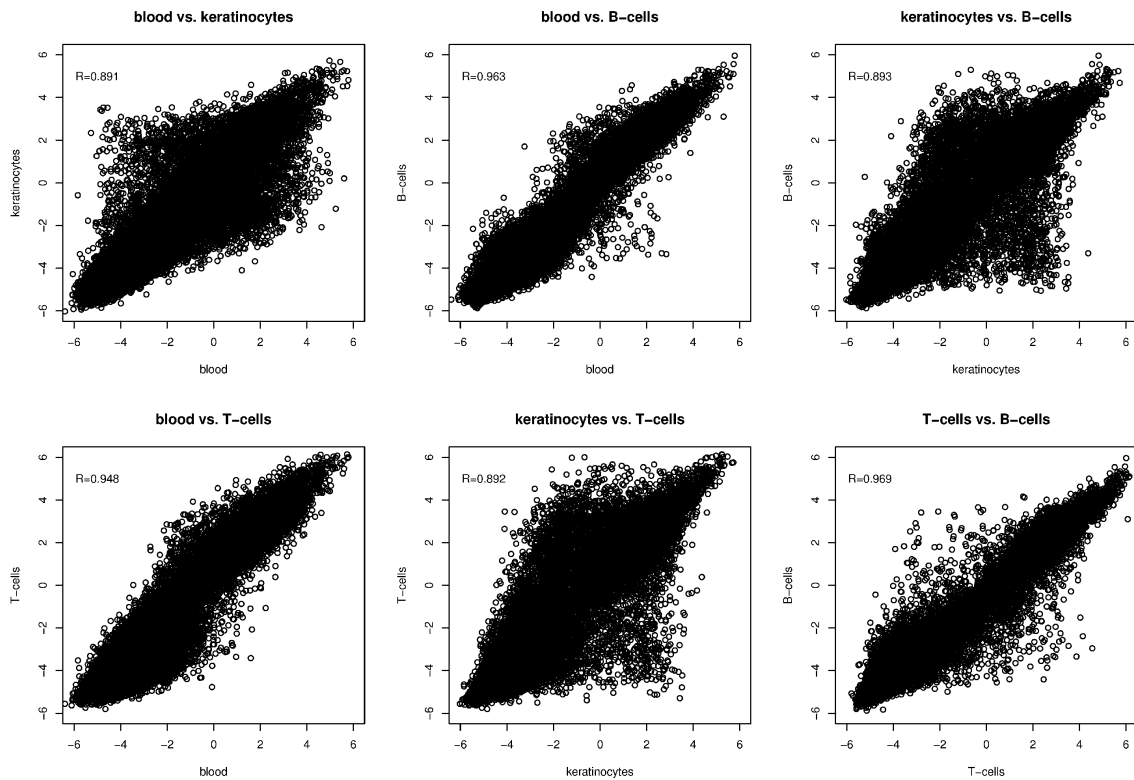 blood vs. keratinocytes
R=0.891
keratinocytes
6
4
2
0
−2
−4
−6
−6 −4 −2 0 2 4 6
blood
blood vs. B−cells
R=0.963
B−cells
6
4
2
0
−2
−4
−6
−6 −4 −2 0 2 4 6
blood
keratinocytes vs. B−cells
R=0.893
B−cells
6
4
2
0
−2
−4
−6
−6 −4 −2 0 2 4 6
keratinocytes
blood vs. T−cells
R=0.948
T−cells
6
4
2
0
−2
−4
−6
−6 −4 −2 0 2 4 6
blood
keratinocytes vs. T−cells
R=0.892
T−cells
6
4
2
0
−2
−4
−6
−6 −4 −2 0 2 4 6
keratinocytes
T−cells vs. B−cells
R=0.969
B−cells
6
4
2
0
−2
−4
−6
−6 −4 −2 0 2 4 6
T−cells